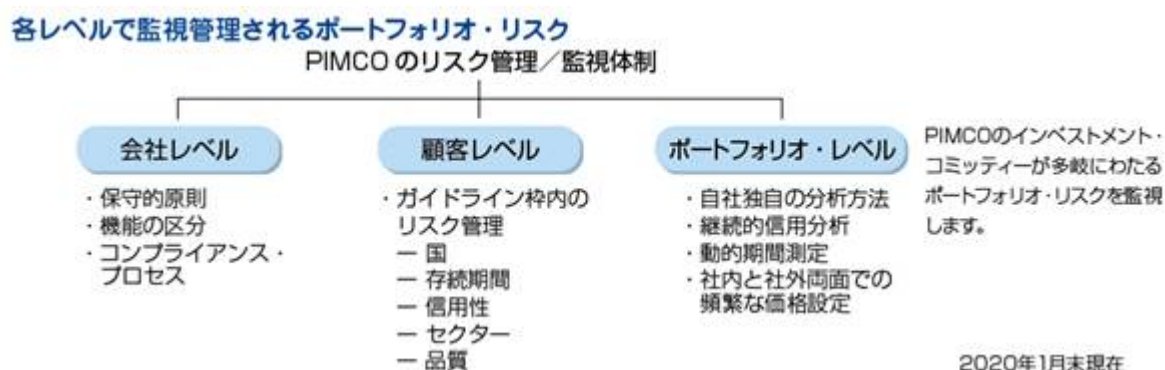 各レベルで監視管理されるポートフォリオ・リスク
PIMCO のリスク管理／監視体制
会社レベル
・保守的原則
・機能の区分
・コンプライアンス・
プロセス
顧客レベル
・ガイドライン枠内の
リスク管理
― 国
― 存続期間
― 信用性
― セクター
― 品質
ポートフォリオ・レベル
・自社独自の分析方法
・継続的信用分析
・動的期間測定
・社内と社外両面での
頻繁な価格設定
PIMCOのインベストメント・
コミッティーが多岐にわたる
ポートフォリオ・リスクを監視
します。
2020年1月末現在